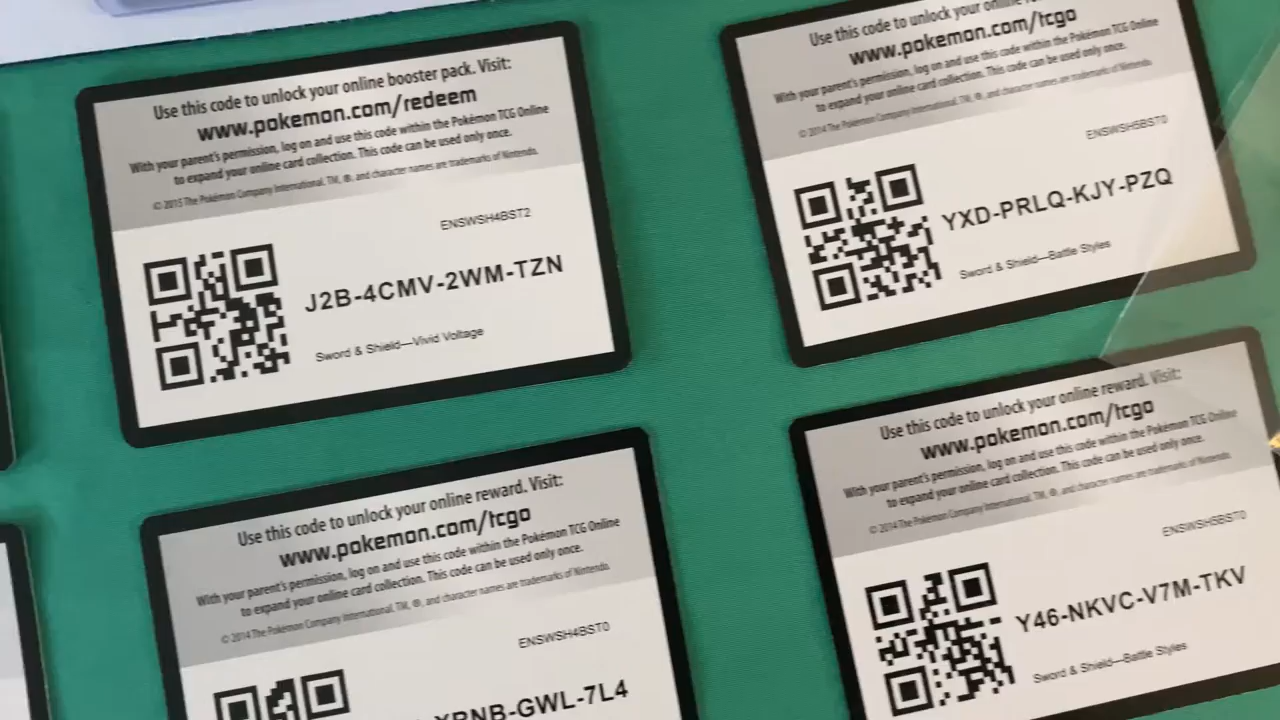 Use this code to unlock your online booster pack. Visit:
www.pokemon.com/redeem
With your parent's permission, log on and use this code within the Pokémon TCG Online
to expand your online card collection. This code can be used only once.
© 2015 The Pokémon Company International. TM, ®, and character names are trademarks of Nintendo.
ENSWSH4BST2
J2B-4CMV-2WM-TZN
Sword & Shield—Vivid Voltage
Use this code to unlock your online
www.pokemon.com/tcgo
With your parent's permission, log on and use this code within the Pokémon TCG Online
to expand your online card collection. This code can be used only once.
© 2014 The Pokémon Company International. TM, ®, and character names are trademarks of Nintendo.
ENSWSH5BST0
YXD-PRLQ-KJY-PZQ
Sword & Shield—Battle Styles
Use this code to unlock your online reward. Visit:
www.pokemon.com/tcgo
With your parent's permission, log on and use this code within the Pokémon TCG Online
to expand your online card collection. This code can be used only once.
© 2014 The Pokémon Company International. TM, ®, and character names are trademarks of Nintendo.
ENSWSH4BST0
XRNB-GWL-7L4
Use this code to unlock your online reward. Visit:
www.pokemon.com/tcgo
With your parent's permission, log on and use this code within the Pokémon TCG Online
to expand your online card collection. This code can be used only once.
© 2014 The Pokémon Company International. TM, ®, and character names are trademarks of Nintendo.
ENSWSH5BST0
Y46-NKVC-V7M-TKV
Sword & Shield—Battle Styles